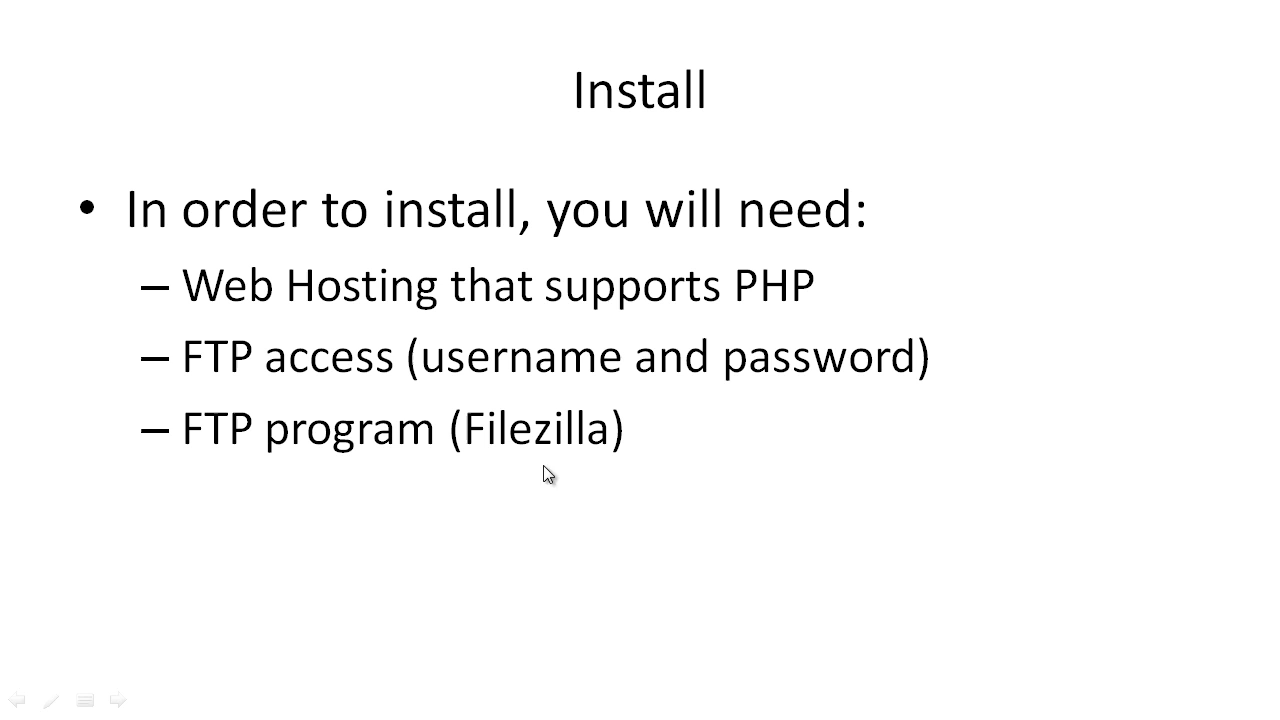 Install
• In order to install, you will need:
– Web Hosting that supports PHP
– FTP access (username and password)
– FTP program (Filezilla)